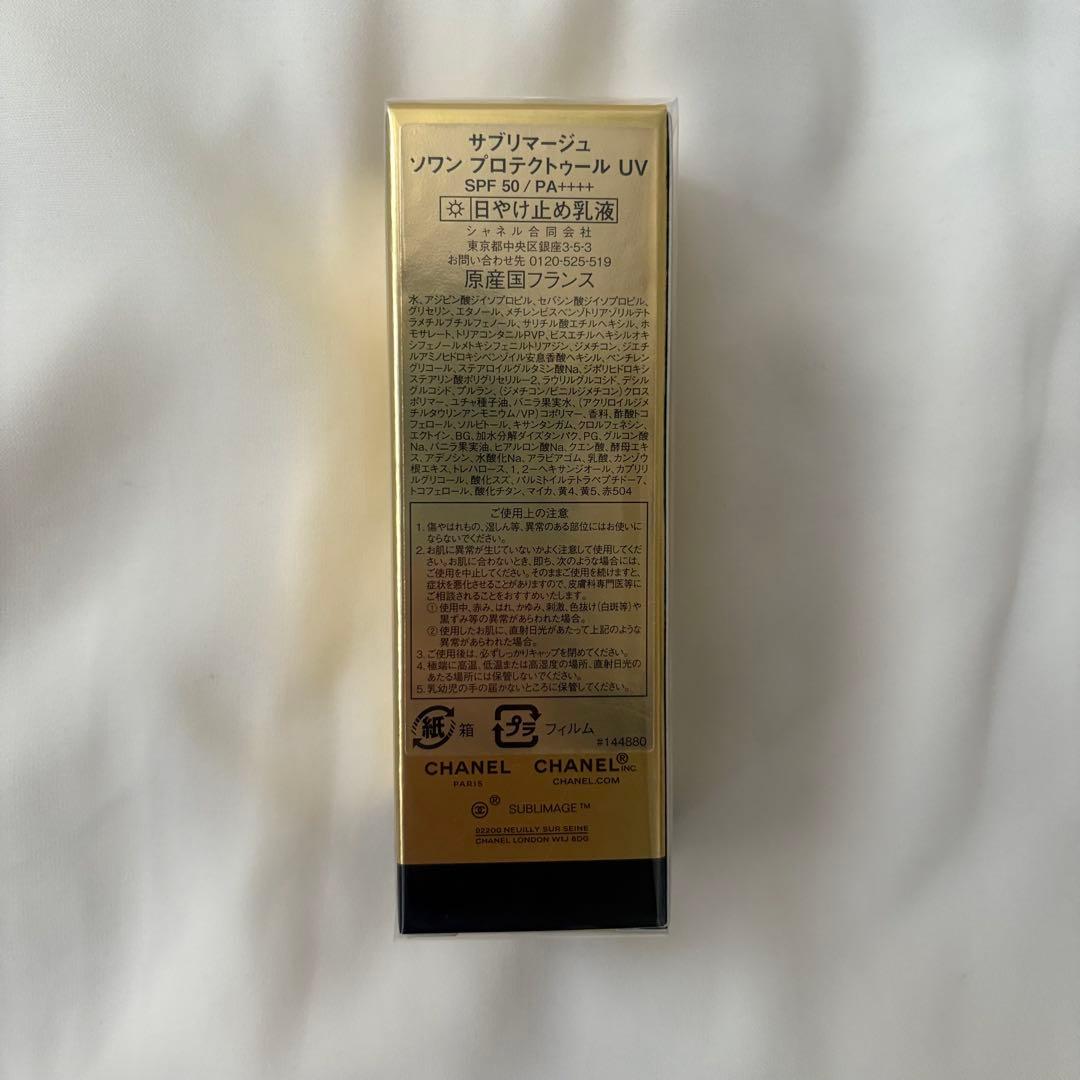 サブリマージュ
ソワン プロテクトゥール UV
SPF 50 / PA++++
日やけ止め乳液
シャネル合同会社
東京都中央区銀座3-5-3
お問い合わせ先 0120-525-519
原産国フランス
水、アジピン酸ジイソプロピル、セバシン酸ジイソプロピル、
グリセリン、エタノール、メチレンビスベンゾトリアゾリルテト
ラメチルブチルフェノール、サリチル酸エチルヘキシル、ホ
モサレート、トリアコンタニルPVP、ビスエチルヘキシルオキ
シフェノールメトキシフェニルトリアジン、ジメチコン、ジエチ
ルアミノヒドロキシベンゾイル安息香酸ヘキシル、ペンチレン
グリコール、ステアロイルグルタミン酸Na、ジポリヒドロキシ
ステアリン酸ポリグリセリル-2、ラウリルグルコシド、デシル
グルコシド、プルラン、(ジメチコン/ビニルジメチコン)クロス
ポリマー、ユチャ種子油、バニラ果実水、(アクリロイルジメ
チルタウリンアンモニウム/VP)コポリマー、香料、酢酸トコ
フェロール、ソルビトール、キサンタンガム、クロルフェネシン、
エクトイン、BG、加水分解ダイズタンパク、PG、グルコン酸
Na、バニラ果実油、ヒアルロン酸Na、クエン酸、酵母エキ
ス、アデノシン、水酸化Na、アラビアゴム、乳酸、カンゾウ
根エキス、トレハロース、1,2-ヘキサンジオール、カプリリ
ルグリコール、酸化スズ、パルミトイルテトラペプチド-7、
トコフェロール、酸化チタン、マイカ、黄4、黄5、赤504
ご使用上の注意
1. 傷やはれもの、湿しん等、異常のある部位にはお使いに
ならないでください。
2. お肌に異常が生じていないかよく注意して使用してくだ
さい。お肌に合わないとき、即ち、次のような場合には、
ご使用を中止してください。そのままご使用を続けますと、
症状を悪化させることがありますので、皮膚科専門医等に
ご相談されることをおすすめいたします。
① 使用中、赤み、はれ、かゆみ、刺激、色抜け(白斑等)や
黒ずみ等の異常があらわれた場合。
② 使用したお肌に、直射日光があたって上記のような
異常があらわれた場合。
3. ご使用後は、必ずしっかりキャップを閉めてください。
4. 極端に高温、低温または高湿度の場所、直射日光の
あたる場所には保管しないでください。
5. 乳幼児の手の届かないところに保管してください。
紙 箱 プラ フィルム
#144880
CHANEL CHANEL® INC.
PARIS CHANEL.COM
® SUBLIMAGE™
92200 NEUILLY SUR SEINE
CHANEL LONDON W1J 6DG